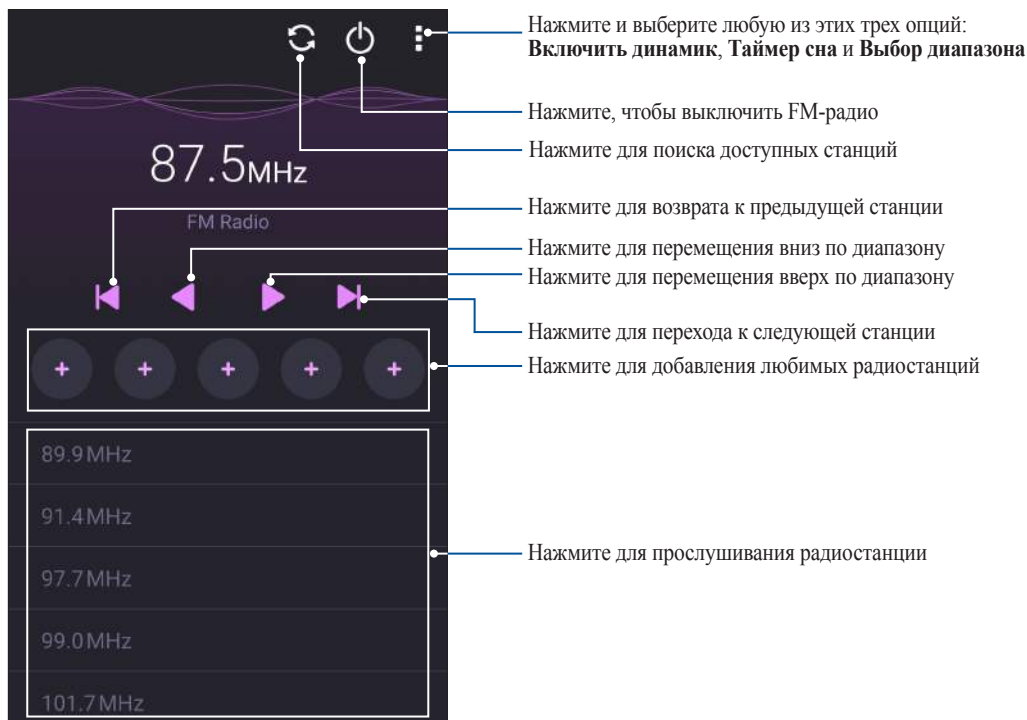 Нажмите и выберите любую из этих трех опций:
Включить динамик, Таймер сна и Выбор диапазона
Нажмите, чтобы выключить FM-радио
Нажмите для поиска доступных станций
87.5MHz
FM Radio
Нажмите для возврата к предыдущей станции
Нажмите для перемещения вниз по диапазону
Нажмите для перемещения вверх по диапазону
Нажмите для перехода к следующей станции
Нажмите для добавления любимых радиостанций
89.9MHz
91.4MHz
97.7MHz
99.0MHz
101.7MHz
Нажмите для прослушивания радиостанции